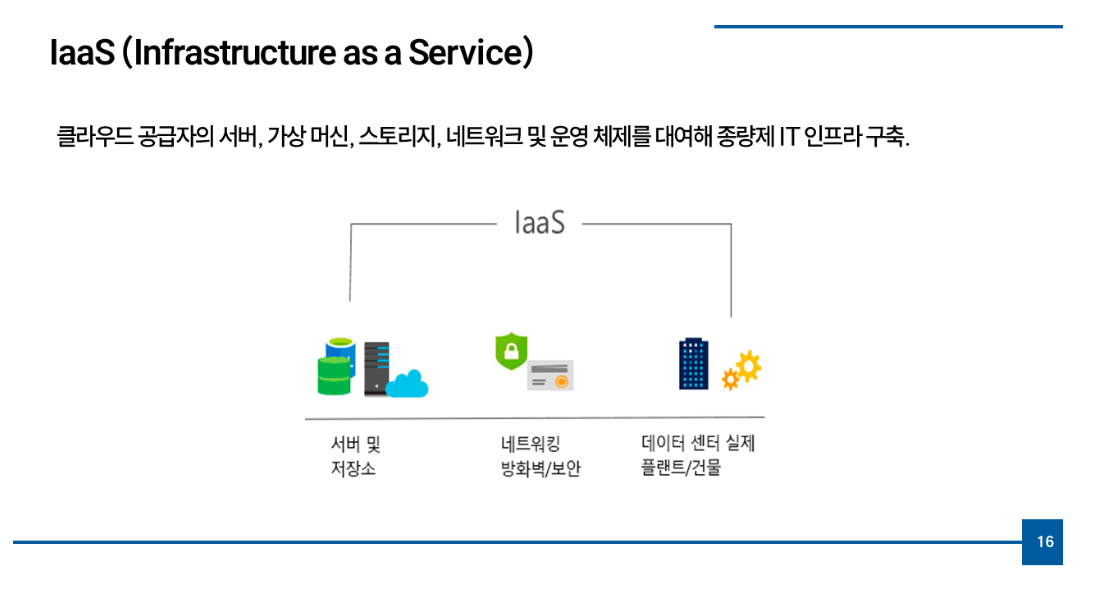 IaaS (Infrastructure as a Service)
클라우드 공급자의 서버, 가상 머신, 스토리지, 네트워크 및 운영 체제를 대여해 종량제 IT 인프라 구축.
IaaS
서버 및
저장소
네트워킹
방화벽/보안
데이터 센터 실제
플랜트/건물
16